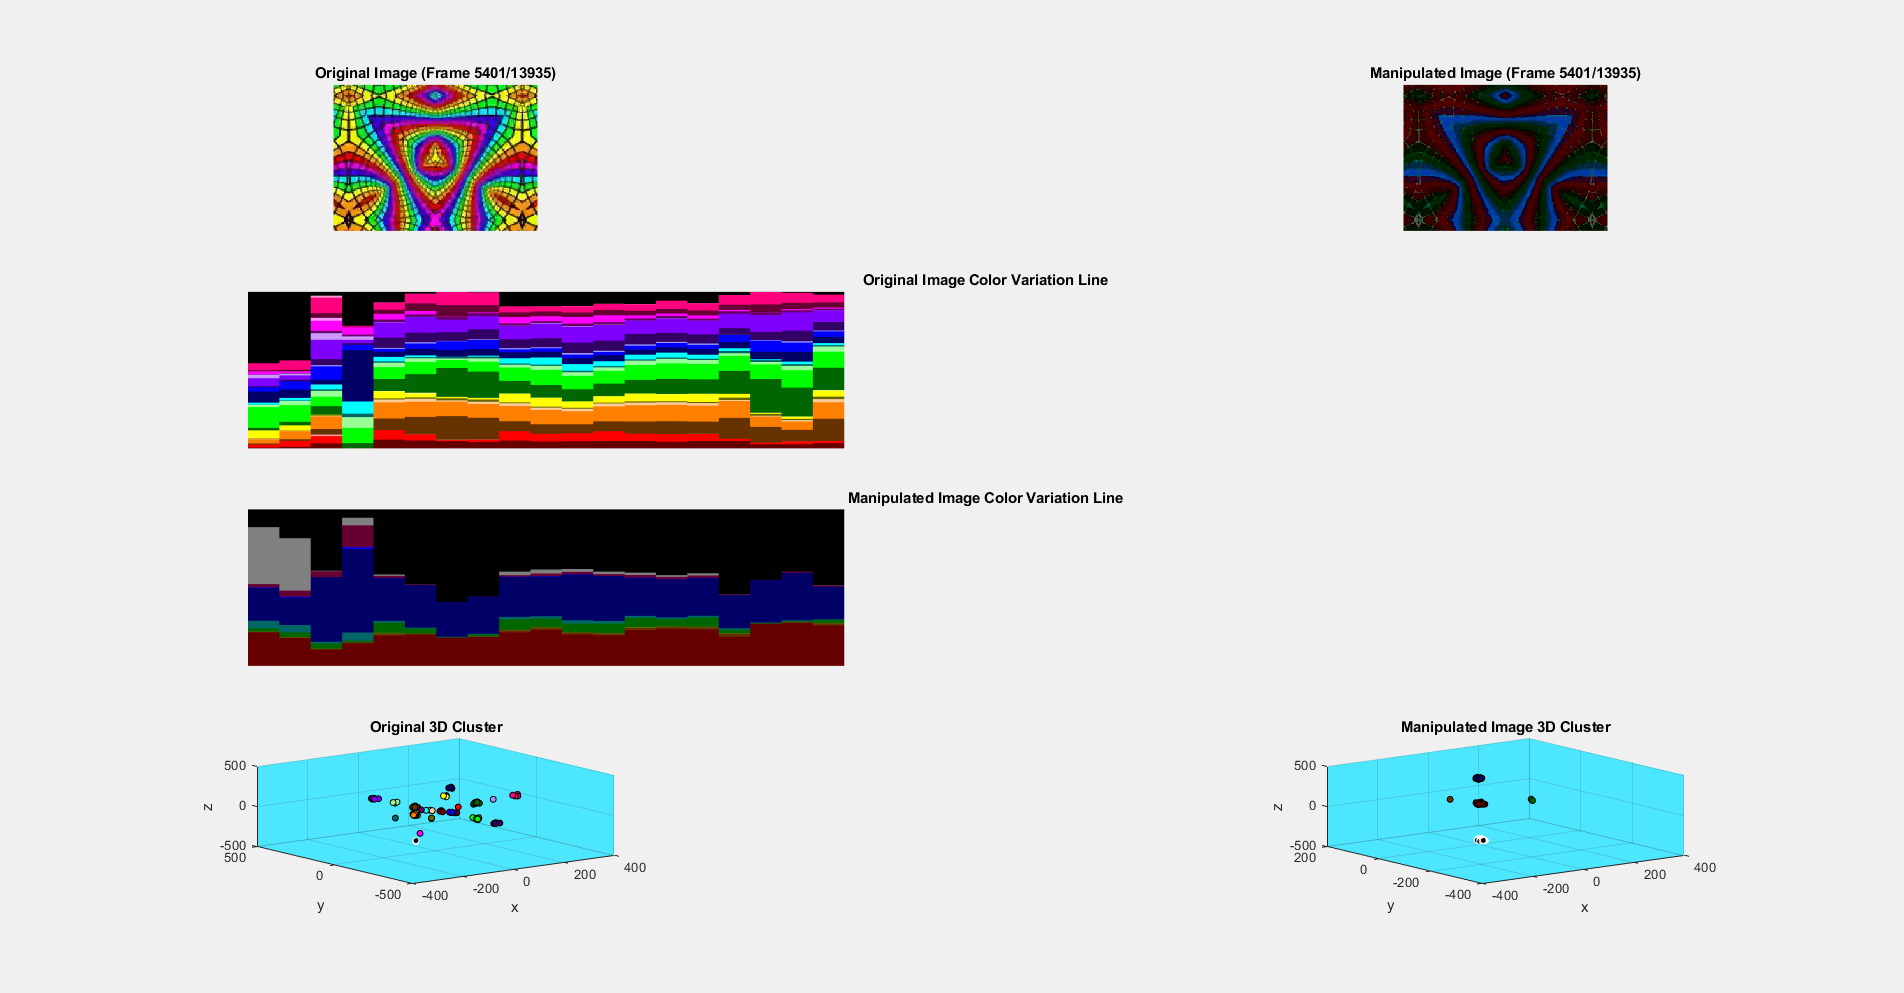 Original Image (Frame 5401/13935)
Manipulated Image (Frame 5401/13935)
Original Image Color Variation Line
Manipulated Image Color Variation Line
Original 3D Cluster
500
0
-500
z
500
0
-500
y
-400
-200
0
200
400
x
Manipulated Image 3D Cluster
500
0
-500
z
200
0
-200
-400
y
-400
-200
0
200
400
x